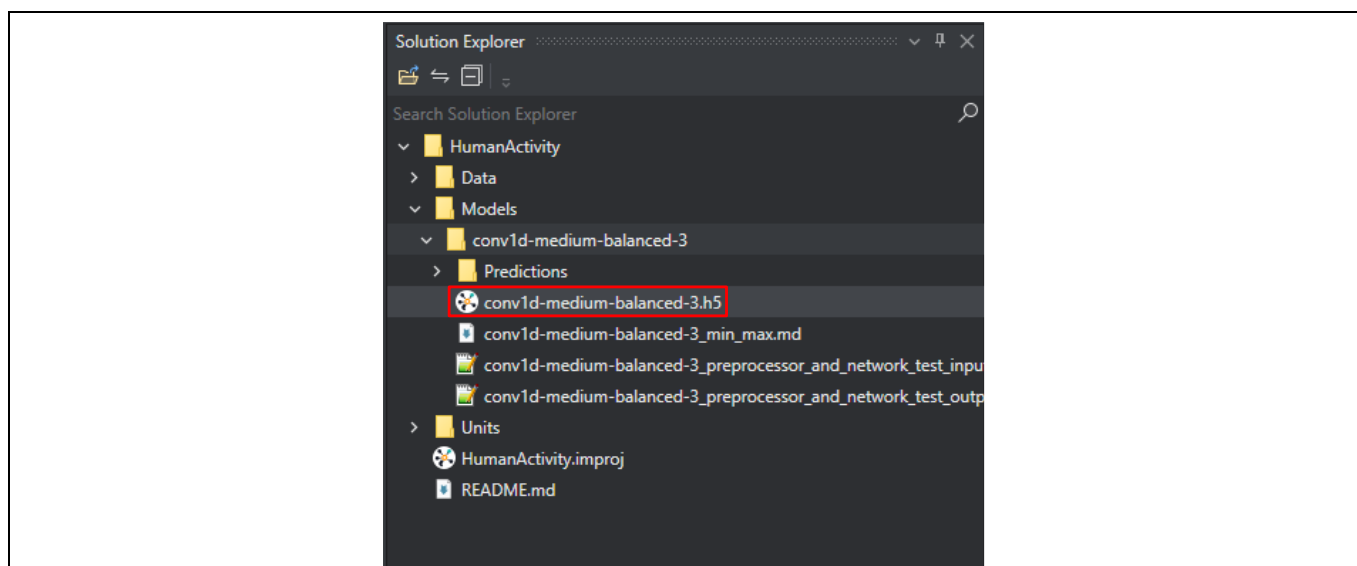 Solution Explorer
Search Solution Explorer
HumanActivity
Data
Models
conv1d-medium-balanced-3
Predictions
conv1d-medium-balanced-3.h5
conv1d-medium-balanced-3_min_max.md
conv1d-medium-balanced-3_preprocessor_and_network_test_inpu
conv1d-medium-balanced-3_preprocessor_and_network_test_outp
Units
HumanActivity.improj
README.md